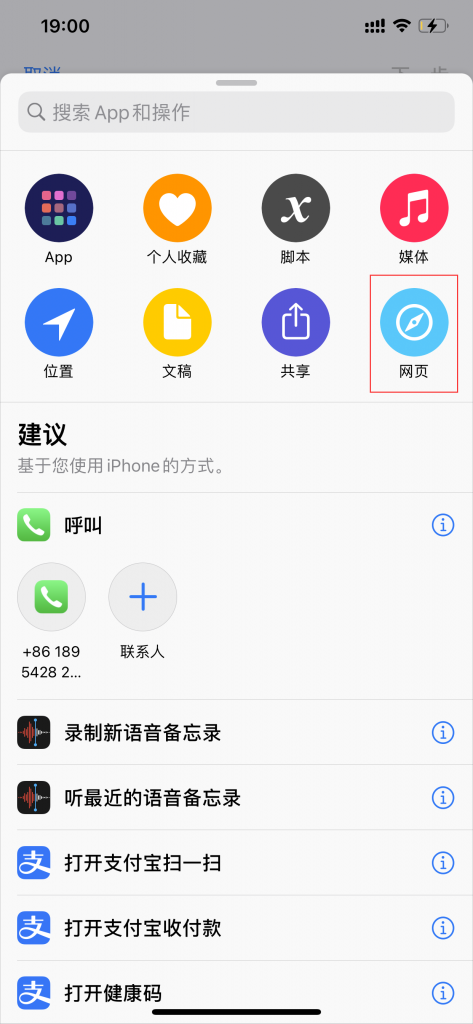 19:00
取消
下一步
搜索 App 和操作
App
个人收藏
脚本
媒体
位置
文稿
共享
网页
建议
基于您使用 iPhone 的方式。
呼叫
+86 189
5428 2...
联系人
录制新语音备忘录
听最近的语音备忘录
打开支付宝扫一扫
打开支付宝收付款
打开健康码